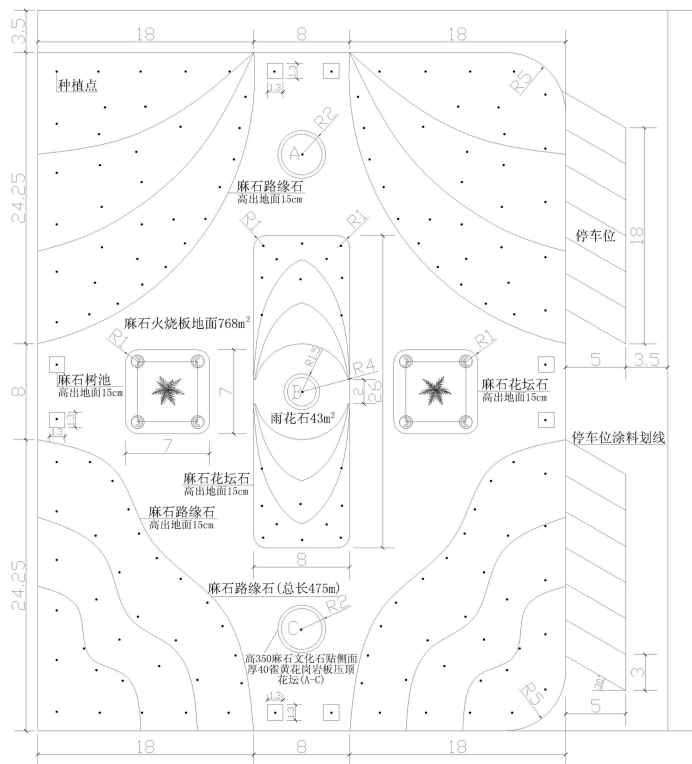 3.5
18
8
18
种植点
1.3
1.3
R2
A
R5
24.25
麻石路缘石
高出地面15cm
R1
R1
停车位
18
麻石火烧板地面768m²
R1
R1.5
R4
R1
5
3.5
8
麻石树池
高出地面15cm
7
B
2
26
麻石花坛石
高出地面15cm
雨花石43m²
1.3
1.3
7
停车位涂料划线
麻石花坛石
高出地面15cm
麻石路缘石
高出地面15cm
24.25
8
麻石路缘石(总长475m)
R2
C
高350麻石文化石贴侧面
厚40雀黄花岗岩板压顶
花坛(A-C)
3
30°
1.3
1.3
R5
5
18
8
18